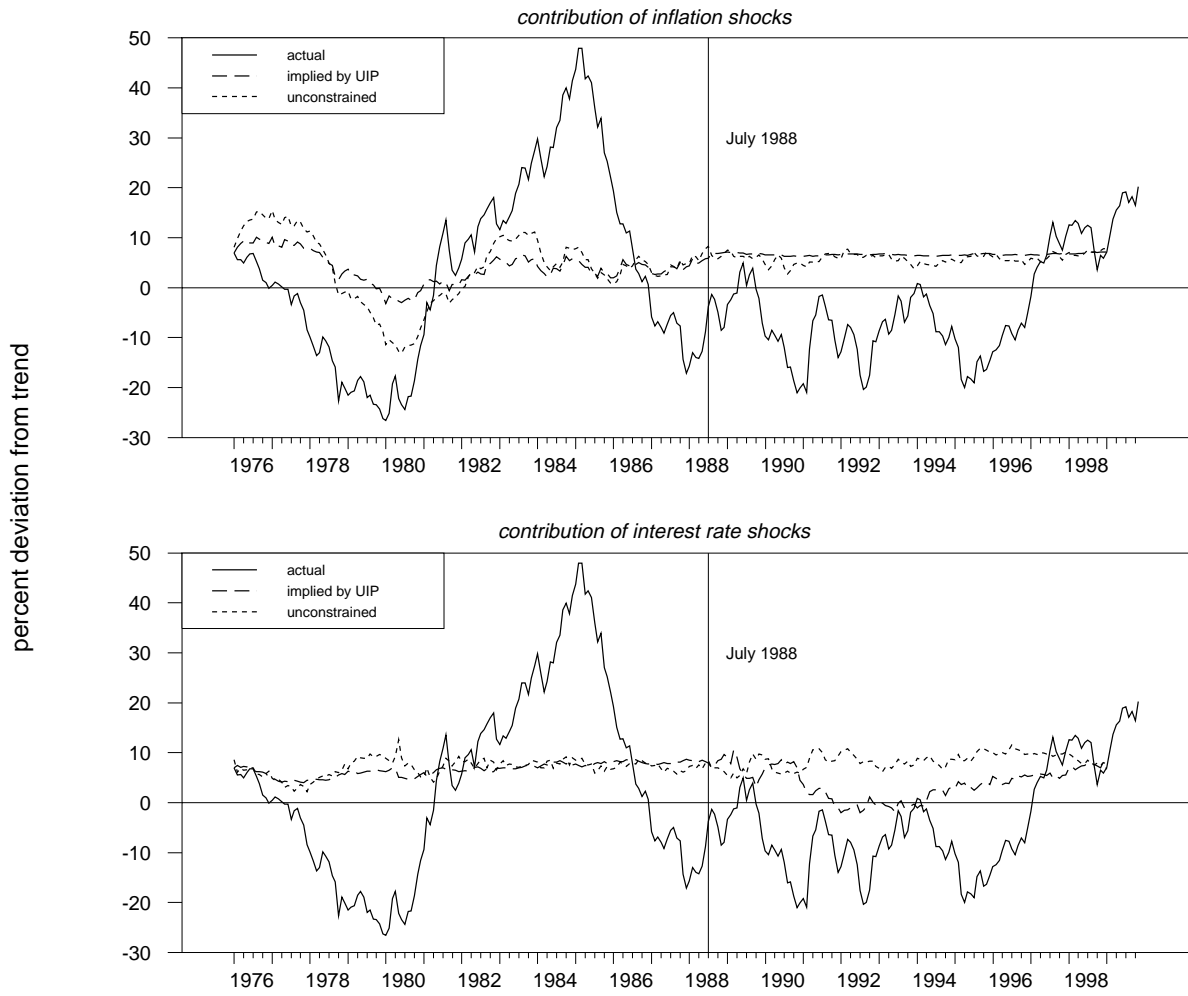 contribution of inflation shocks
50
40
30
20
10
0
-10
-20
-30
actual
implied by UIP
unconstrained
July 1988
1976 1978 1980 1982 1984 1986 1988 1990 1992 1994 1996 1998
percent deviation from trend
contribution of interest rate shocks
50
40
30
20
10
0
-10
-20
-30
actual
implied by UIP
unconstrained
July 1988
1976 1978 1980 1982 1984 1986 1988 1990 1992 1994 1996 1998